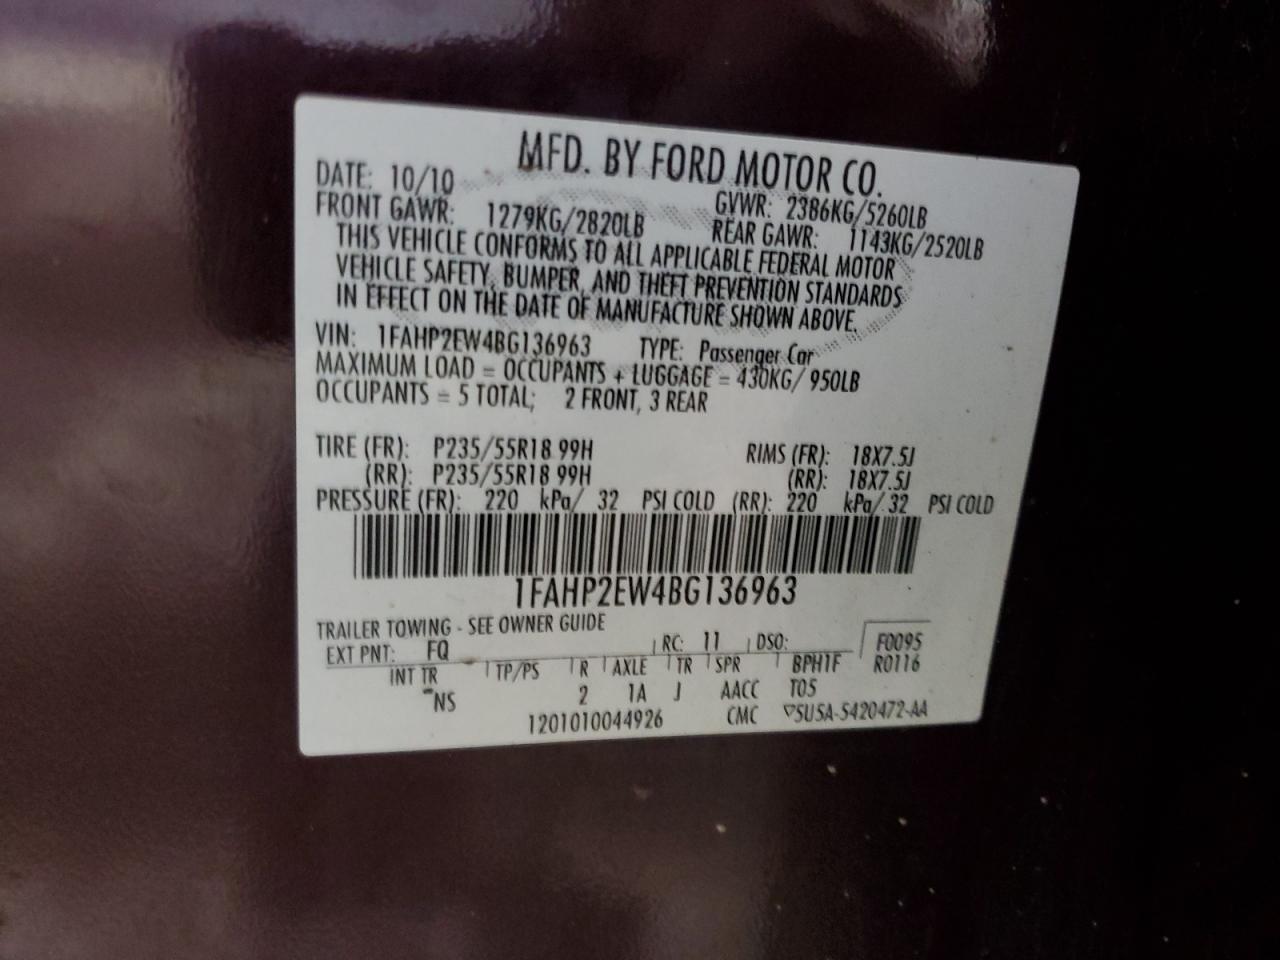 MFD. BY FORD MOTOR CO.
DATE: 10/10 GVWR: 2386KG/5260LB
FRONT GAWR: 1279KG/2820LB REAR GAWR: 1143KG/2520LB
THIS VEHICLE CONFORMS TO ALL APPLICABLE FEDERAL MOTOR
VEHICLE SAFETY, BUMPER, AND THEFT PREVENTION STANDARDS
IN EFFECT ON THE DATE OF MANUFACTURE SHOWN ABOVE.
VIN: 1FAHP2EW4BG136963 TYPE: Passenger Car
MAXIMUM LOAD = OCCUPANTS + LUGGAGE = 430KG/ 950LB
OCCUPANTS = 5 TOTAL; 2 FRONT, 3 REAR
TIRE (FR): P235/55R18 99H RIMS (FR): 18X7.5J
(RR): P235/55R18 99H (RR): 18X7.5J
PRESSURE (FR): 220 kPa/ 32 PSI COLD (RR): 220 kPa/ 32 PSI COLD
1FAHP2EW4BG136963
TRAILER TOWING - SEE OWNER GUIDE
EXT PNT: FQ RC: 11 DSO: F0095
INT TR TP/PS R AXLE TR SPR BPH1F R0116
NS 2 1A J AACC T05
1201010044926 CMC ▽5U5A-5420472-AA